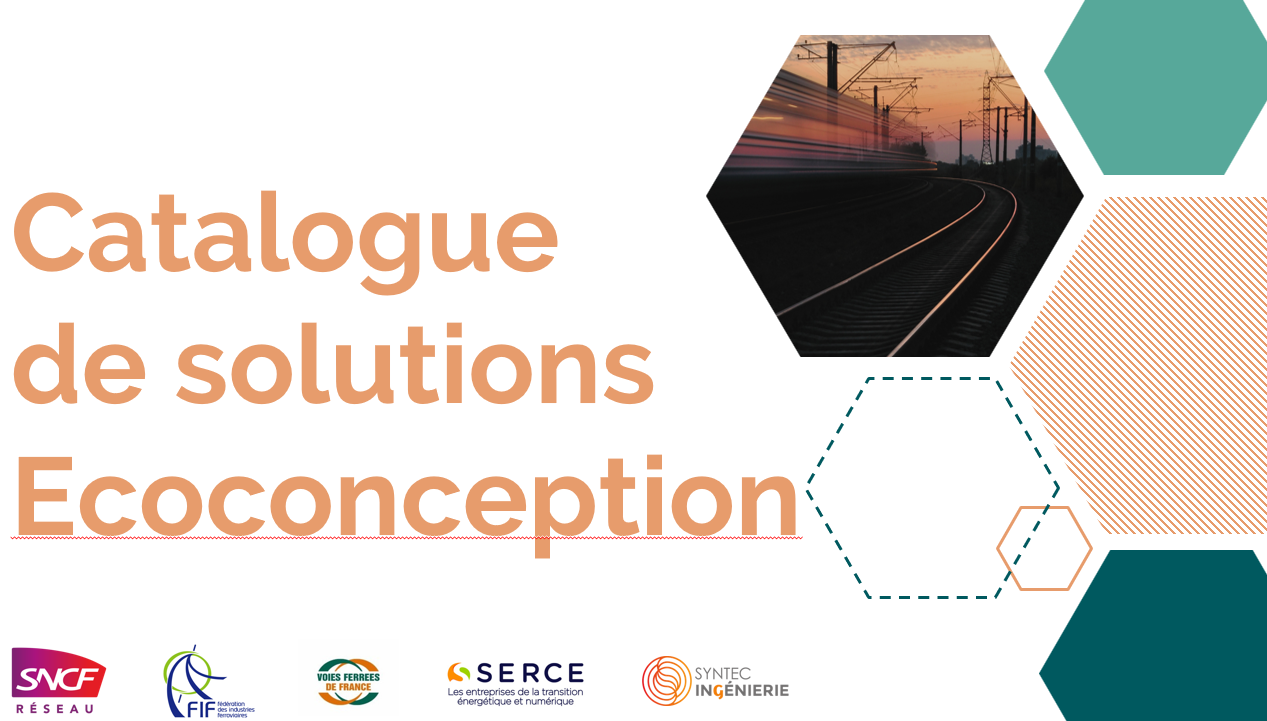 Catalogue
de solutions
Ecoconception
SNCF
RÉSEAU
FIF
fédération
des industries
ferroviaires
VOIES FERREES
DE FRANCE
SERCE
Les entreprises de la transition
énergétique et numérique
SYNTEC
INGÉNIERIE